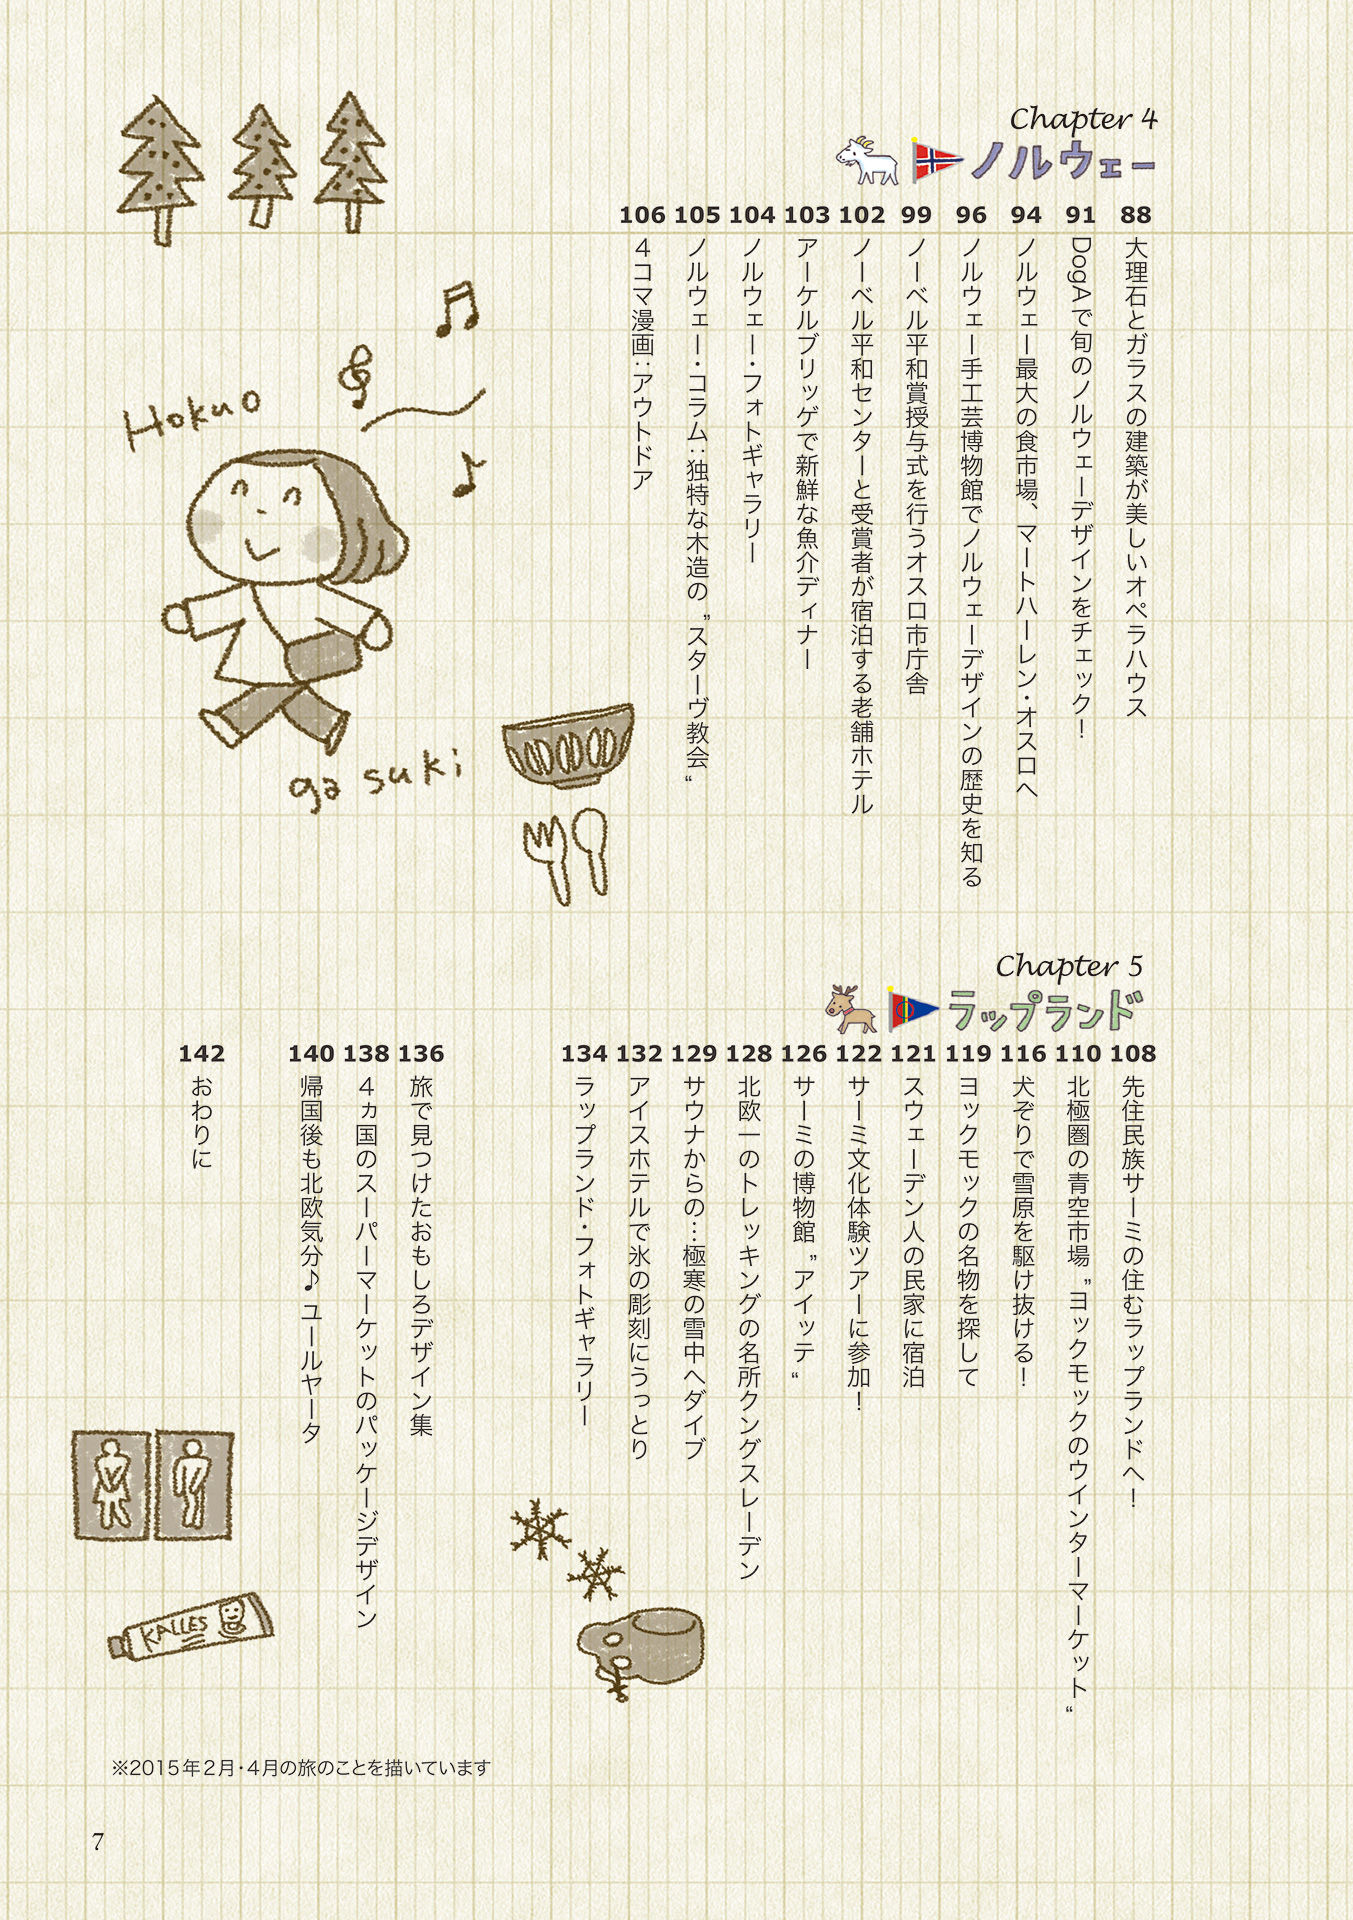 Chapter 4
ノルウェー
88 大理石とガラスの建築が美しいオペラハウス
91 DogAで旬のノルウェーデザインをチェック！
94 ノルウェー最大の食市場、マートハーレン・オスロへ
96 ノルウェー手工芸博物館でノルウェーデザインの歴史を知る
99 ノーベル平和賞授与式を行うオスロ市庁舎
102 ノーベル平和センターと受賞者が宿泊する老舗ホテル
103 アーケルブリッゲで新鮮な魚介ディナー
104 ノルウェー・フォトギャラリー
105 ノルウェー・コラム：独特な木造の〝スターヴ教会〟
106 4コマ漫画：アウトドア
Hokuo
ga suki
Chapter 5
ラップランド
108 先住民族サーミの住むラップランドへ！
110 北極圏の青空市場〝ヨックモックのウインターマーケット〟
116 犬ぞりで雪原を駆け抜ける！
119 ヨックモックの名物を探して
121 スウェーデン人の民家に宿泊
122 サーミ文化体験ツアーに参加！
126 サーミの博物館〝アイッテ〟
128 北欧一のトレッキングの名所クングスレーデン
129 サウナからの…極寒の雪中へダイブ
132 アイスホテルで氷の彫刻にうっとり
134 ラップランド・フォトギャラリー
136 旅で見つけたおもしろデザイン集
138 4ヵ国のスーパーマーケットのパッケージデザイン
140 帰国後も北欧気分♪ユールヤータ
142 おわりに
KALLES
※2015年2月・4月の旅のことを描いています
7